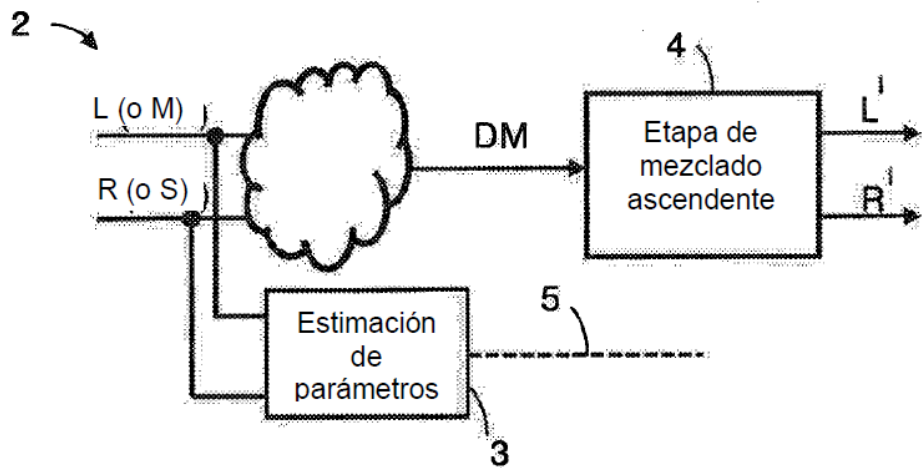 2
4
L (o M)
DM
Etapa de
mezclado
ascendente
L'
R (o S)
R'
Estimación
de
parámetros
5
3